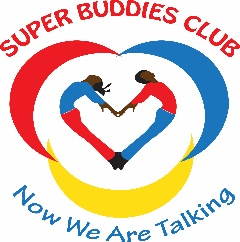 SUPER BUDDIES CLUB
Now We Are Talking